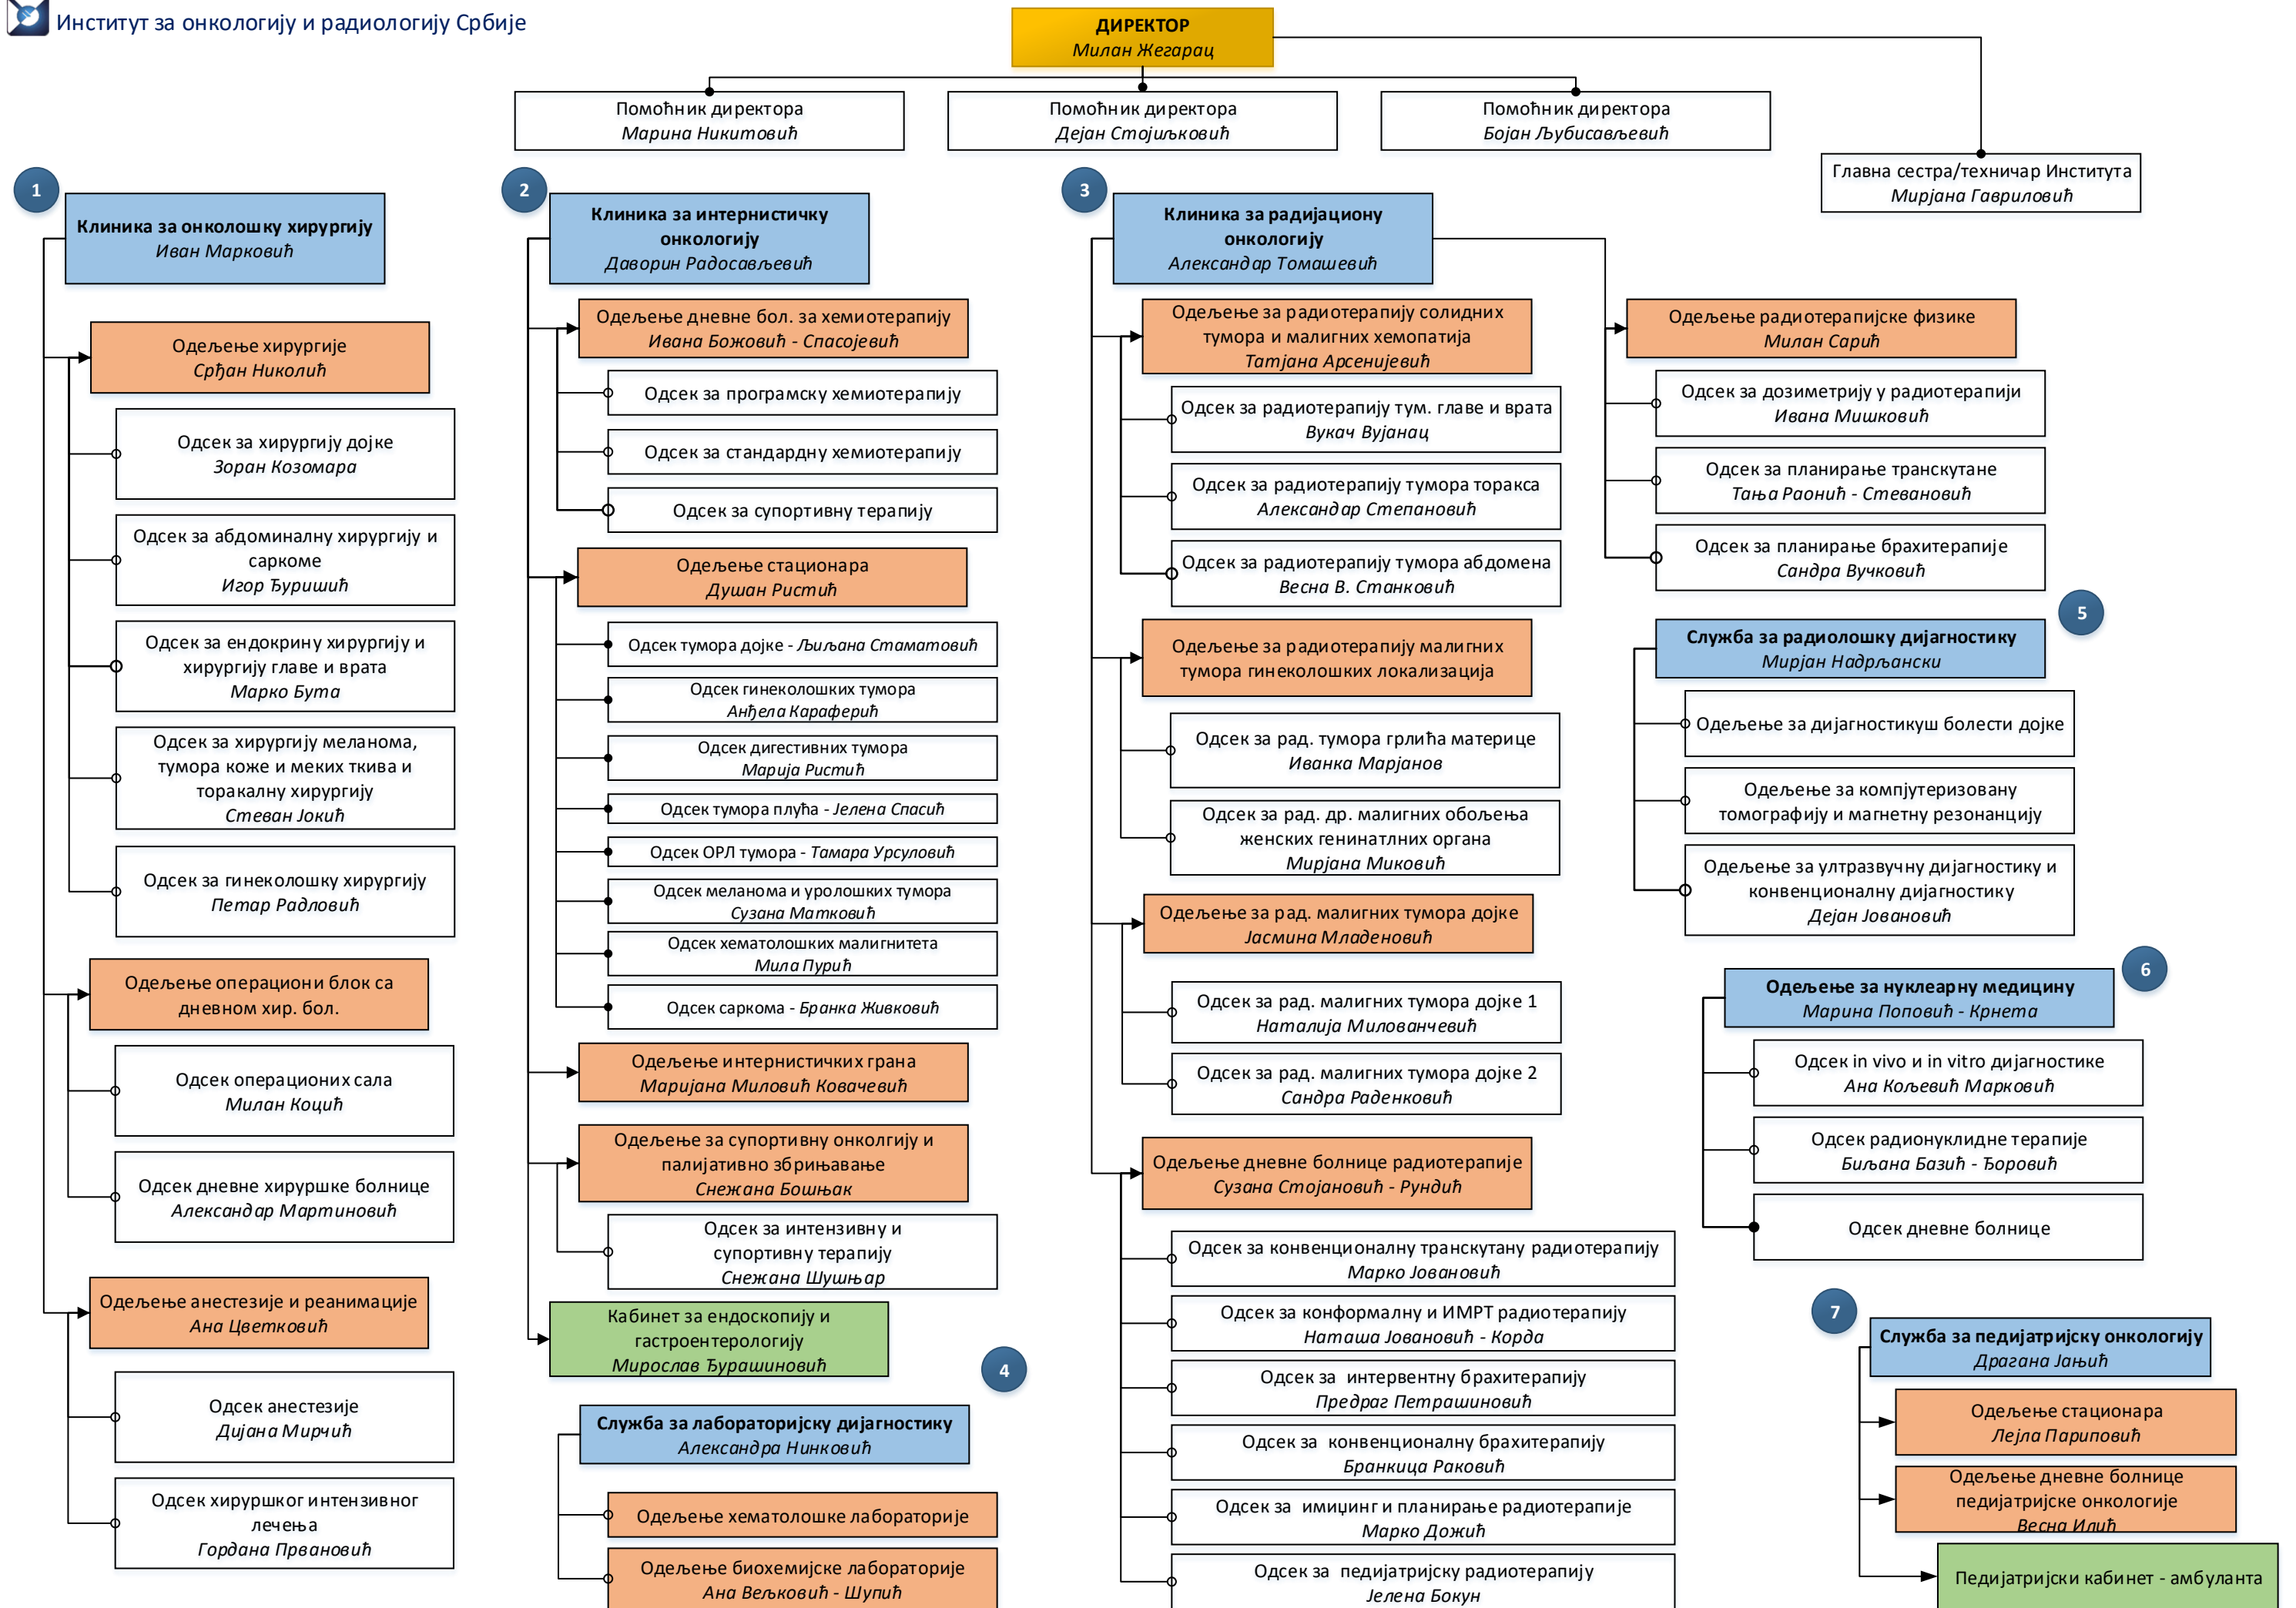 Институт за онкологију и радиологију Србије
ДИРЕКТОР
Милан Жегарац
Помоћник директора
Марина Никитовић
Помоћник директора
Дејан Стојиљковић
Помоћник директора
Бојан Љубисављевић
Главна сестра/техничар Института
Мирјана Гавриловић
1
Клиника за онколошку хирургију
Иван Марковић
Одељење хирургије
Срђан Николић
Одсек за хирургију дојке
Зоран Козомара
Одсек за абдоминалну хирургију и
саркоме
Игор Ђуришић
Одсек за ендокрину хирургију и
хирургију главе и врата
Марко Бута
Одсек за хирургију меланома,
тумора коже и меких ткива и
торакалну хирургију
Стеван Јокић
Одсек за гинеколошку хирургију
Петар Радловић
Одељење операциони блок са
дневном хир. бол.
Одсек операционих сала
Милан Коцић
Одсек дневне хируршке болнице
Александар Мартиновић
Одељење анестезије и реанимације
Ана Цветковић
Одсек анестезије
Дијана Мирчић
Одсек хируршког интензивног
лечења
Гордана Првановић
2
Клиника за интернистичку
онкологију
Даворин Радосављевић
Одељење дневне бол. за хемиотерапију
Ивана Божовић - Спасојевић
Одсек за програмску хемиотерапију
Одсек за стандардну хемиотерапију
Одсек за супортивну терапију
Одељење стационара
Душан Ристић
Одсек тумора дојке - Љиљана Стаматовић
Одсек гинеколошких тумора
Анђела Караферић
Одсек дигестивних тумора
Марија Ристић
Одсек тумора плућа - Јелена Спасић
Одсек ОРЛ тумора - Тамара Урсуловић
Одсек меланома и уролошких тумора
Сузана Матковић
Одсек хематолошких малигнитета
Мила Пурић
Одсек саркома - Бранка Живковић
Одељење интернистичких грана
Маријана Миловић Ковачевић
Одељење за супортивну онколгију и
палијативно збрињавање
Снежана Бошњак
Одсек за интензивну и
супортивну терапију
Снежана Шушњар
Кабинет за ендоскопију и
гастроентерологију
Мирослав Ђурашиновић
4
Служба за лабораторијску дијагностику
Александра Нинковић
Одељење хематолошке лабораторије
Одељење биохемијске лабораторије
Ана Вељковић - Шупић
3
Клиника за радијациону
онкологију
Александар Томашевић
Одељење за радиотерапију солидних
тумора и малигних хемопатија
Татјана Арсенијевић
Одсек за радиотерапију тум. главе и врата
Вукач Вујанац
Одсек за радиотерапију тумора торакса
Александар Степановић
Одсек за радиотерапију тумора абдомена
Весна В. Станковић
Одељење за радиотерапију малигних
тумора гинеколошких локализација
Одсек за рад. тумора грлића материце
Иванка Марјанов
Одсек за рад. др. малигних обољења
женских генинатлних органа
Мирјана Миковић
Одељење за рад. малигних тумора дојке
Јасмина Младеновић
Одсек за рад. малигних тумора дојке 1
Наталија Милованчевић
Одсек за рад. малигних тумора дојке 2
Сандра Раденковић
Одељење дневне болнице радиотерапије
Сузана Стојановић - Рундић
Одсек за конвенционалну транскутану радиотерапију
Марко Јовановић
Одсек за конформалну и ИМРТ радиотерапију
Наташа Јовановић - Корда
Одсек за интервентну брахитерапију
Предраг Петрашиновић
Одсек за конвенционалну брахитерапију
Бранкица Раковић
Одсек за имиџинг и планирање радиотерапије
Марко Дожић
Одсек за педијатријску радиотерапију
Јелена Бокун
Одељење радиотерапијске физике
Милан Сарић
Одсек за дозиметрију у радиотерапији
Ивана Мишковић
Одсек за планирање транскутане
Тања Раонић - Стевановић
Одсек за планирање брахитерапије
Сандра Вучковић
5
Служба за радиолошку дијагностику
Мирјан Надрљански
Одељење за дијагностикуш болести дојке
Одељење за компјутеризовану
томографију и магнетну резонанцију
Одељење за ултразвучну дијагностику и
конвенционалну дијагностику
Дејан Јовановић
6
Одељење за нуклеарну медицину
Марина Поповић - Крнета
Одсек in vivo и in vitro дијагностике
Ана Кољевић Марковић
Одсек радионуклидне терапије
Биљана Базић - Ђоровић
Одсек дневне болнице
7
Служба за педијатријску онкологију
Драгана Јањић
Одељење стационара
Лејла Париповић
Одељење дневне болнице
педијатријске онкологије
Весна Илић
Педијатријски кабинет - амбуланта